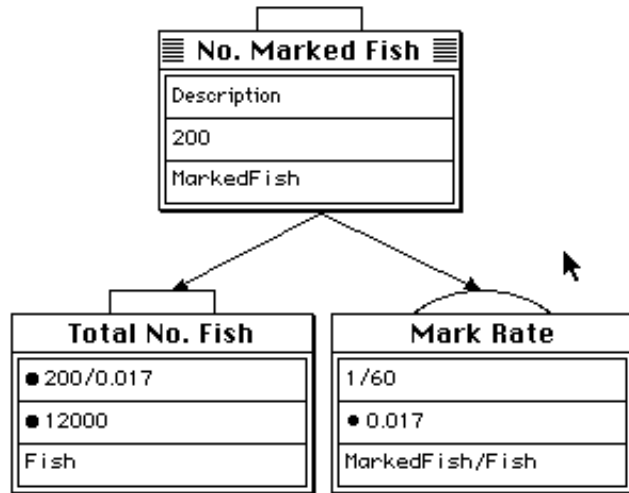 No. Marked Fish
Description
200
MarkedFish
Total No. Fish
200/0.017
12000
Fish
Mark Rate
1/60
0.017
MarkedFish/Fish